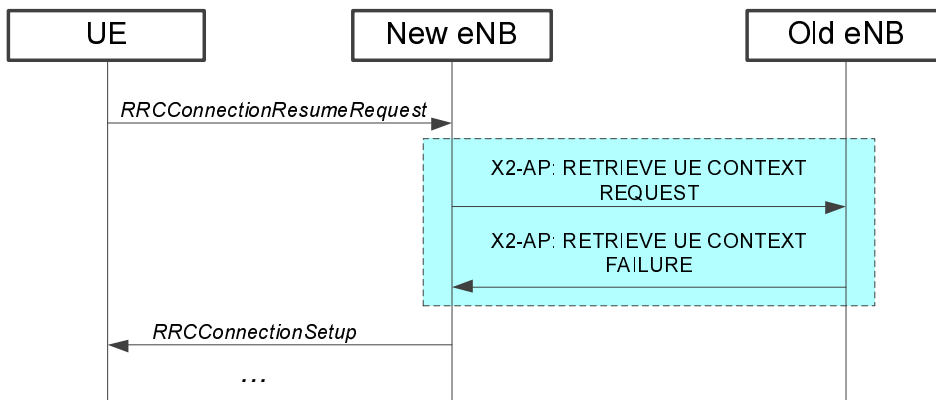 UE
New eNB
Old eNB
RRCConnectionResumeRequest
X2-AP: RETRIEVE UE CONTEXT
REQUEST
X2-AP: RETRIEVE UE CONTEXT
FAILURE
RRCConnectionSetup
...